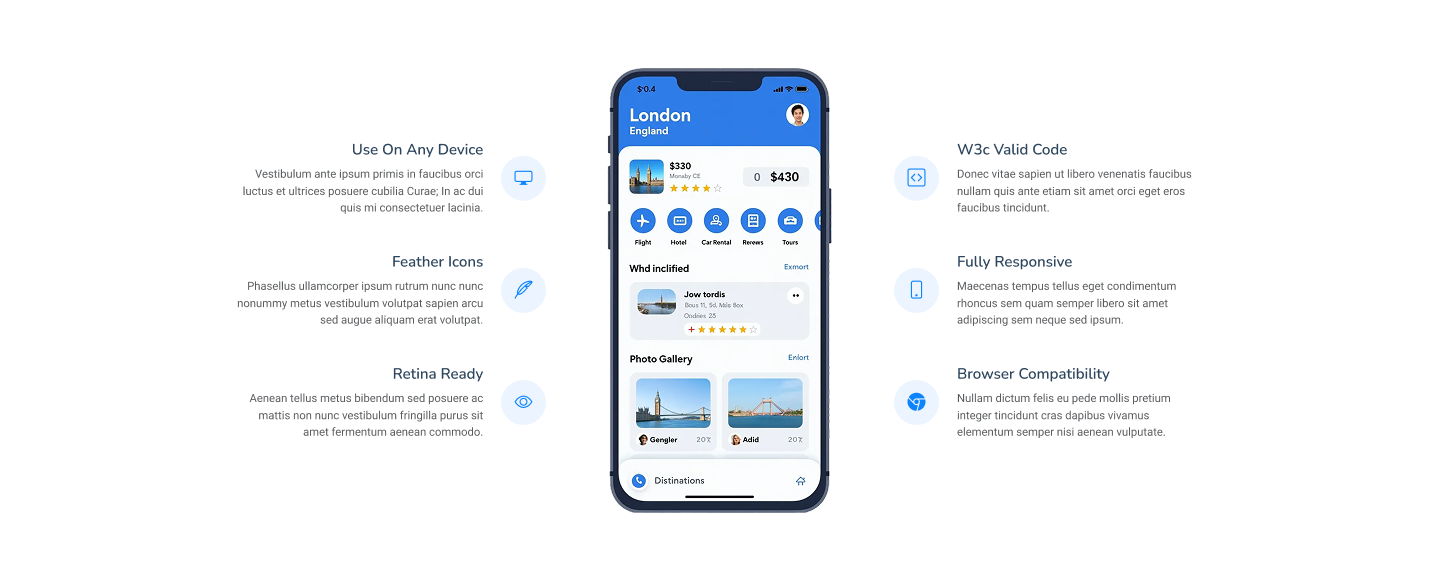 Use On Any Device
Vestibulum ante ipsum primis in faucibus orci
luctus et ultrices posuere cubilia Curae; In ac dui
quis mi consectetuer lacinia.
Feather Icons
Phasellus ullamcorper ipsum rutrum nunc nunc
nonummy metus vestibulum volutpat sapien arcu
sed augue aliquam erat volutpat.
Retina Ready
Aenean tellus metus bibendum sed posuere ac
mattis non nunc vestibulum fringilla purus sit
amet fermentum aenean commodo.
$'0.4
London
England
$330
Monaby CE
0 $430
Flight Hotel Car Rental Rerews Tours
Whd inclified Exmort
Jow tordis
Bous 11, 5d, Máis Box
Ondries 28
Photo Gallery Enlort
Gengler 20% Adid 20%
Distinations
W3c Valid Code
Donec vitae sapien ut libero venenatis faucibus
nullam quis ante etiam sit amet orci eget eros
faucibus tincidunt.
Fully Responsive
Maecenas tempus tellus eget condimentum
rhoncus sem quam semper libero sit amet
adipiscing sem neque sed ipsum.
Browser Compatibility
Nullam dictum felis eu pede mollis pretium
integer tincidunt cras dapibus vivamus
elementum semper nisi aenean vulputate.